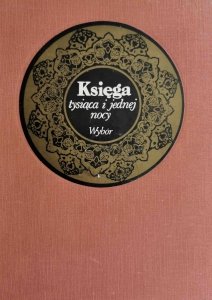 Księga
tysiąca i jednej
nocy
Wybór